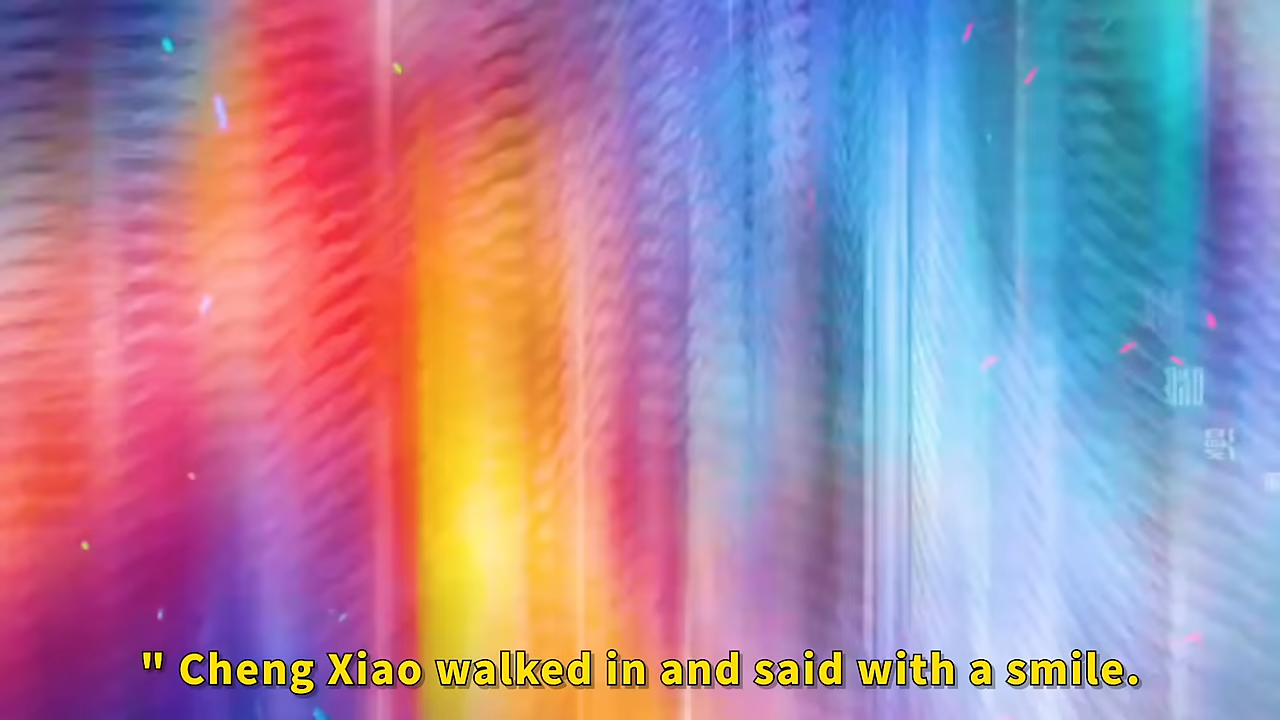 " Cheng Xiao walked in and said with a smile.